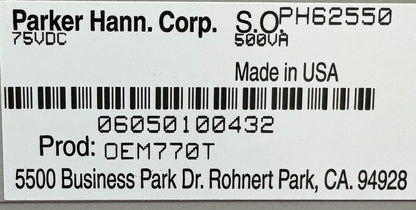 Parker Hann. Corp. S.O. PH62550
75VDC 500VA
Made in USA
06050100432
Prod: OEM770T
5500 Business Park Dr. Rohnert Park, CA. 94928